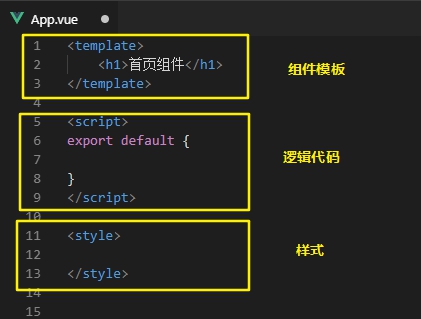 App.vue
1 <template>
2 <h1>首页组件</h1>
3 </template>
组件模板
4
5 <script>
6 export default {
7
逻辑代码
8 }
9 </script>
10
11 <style>
12
样式
13 </style>
14
15